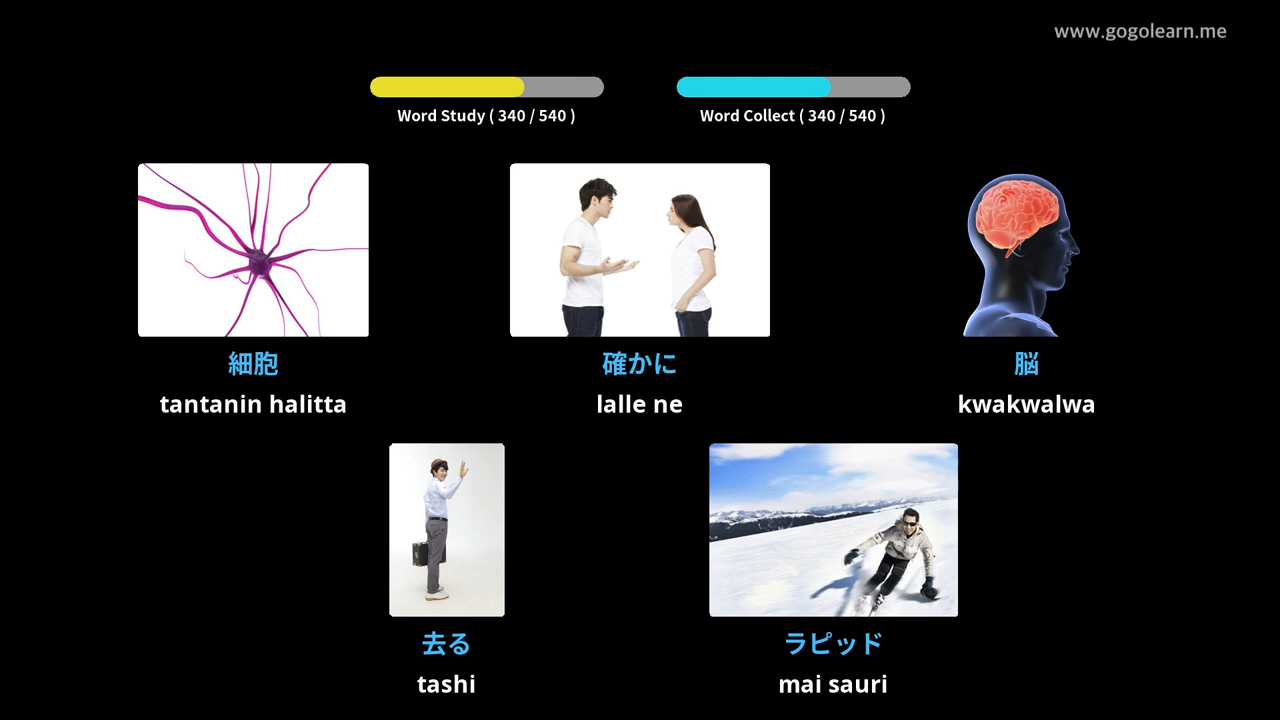 www.gogolearn.me
Word Study ( 340 / 540 )
Word Collect ( 340 / 540 )
細胞
tantanin halitta
確かに
lalle ne
脳
kwakwalwa
去る
tashi
ラピッド
mai sauri